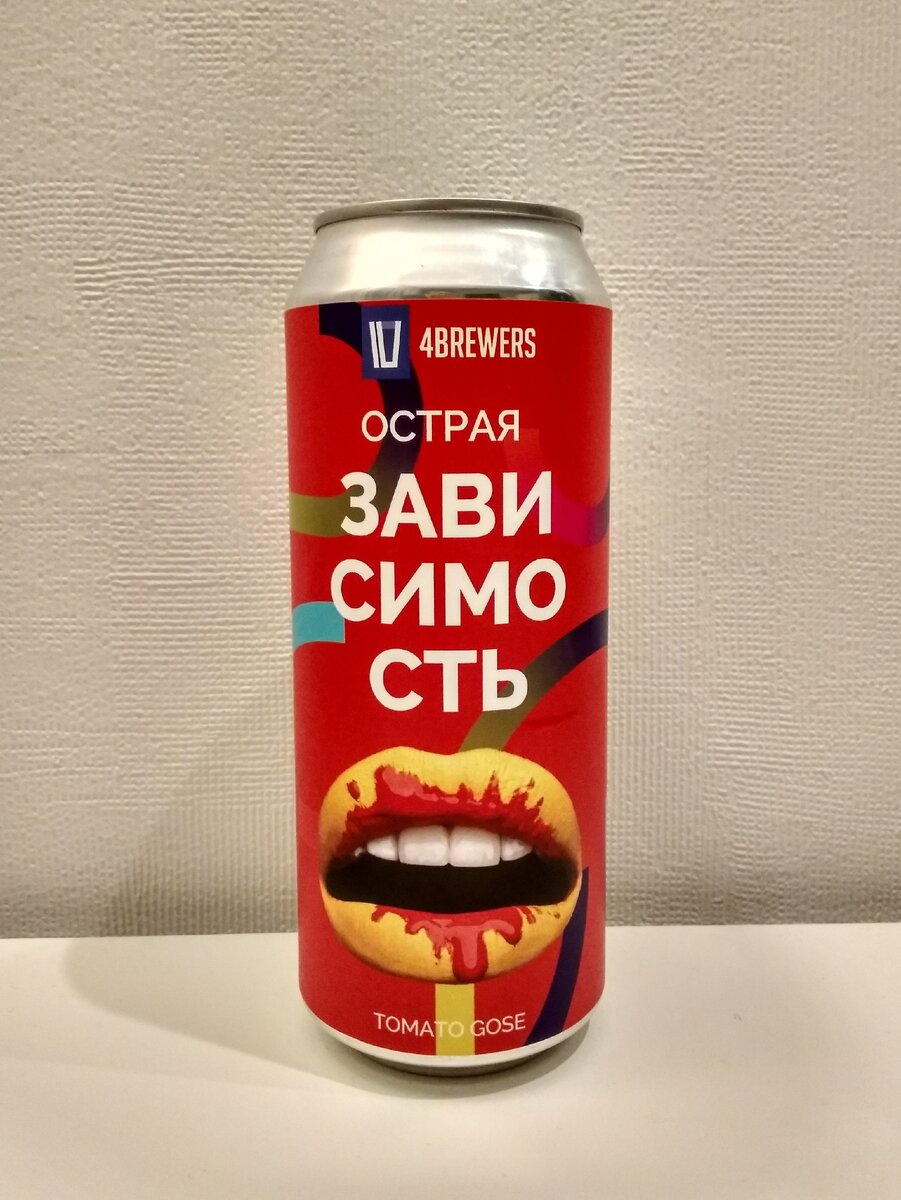 4BREWERS
ОСТРАЯ
ЗАВИ
СИМО
СТЬ
TOMATO GOSE